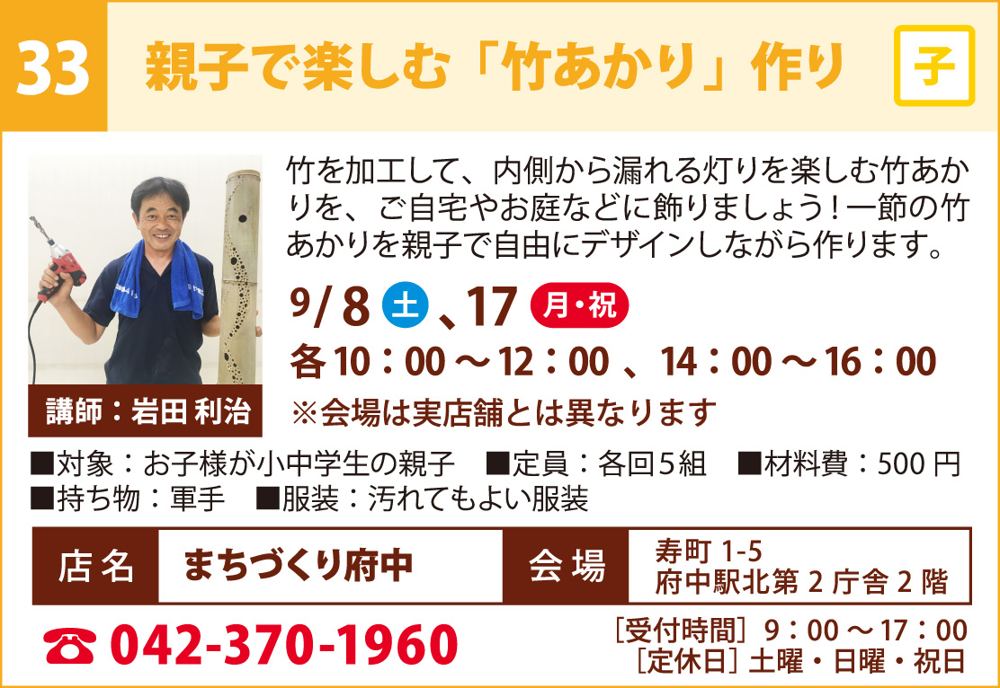 33
親子で楽しむ「竹あかり」作り
子
竹を加工して、内側から漏れる灯りを楽しむ竹あか
りを、ご自宅やお庭などに飾りましょう！一節の竹
あかりを親子で自由にデザインしながら作ります。
9/8 土、17 月・祝
各10：00～12：00、14：00～16：00
※会場は実店舗とは異なります
講師：岩田 利治
■対象：お子様が小中学生の親子 ■定員：各回5組 ■材料費：500円
■持ち物：軍手 ■服装：汚れてもよい服装
店名 まちづくり府中
会場 寿町1-5
府中駅北第2庁舎2階
☎042-370-1960
［受付時間］9：00～17：00
［定休日］土曜・日曜・祝日